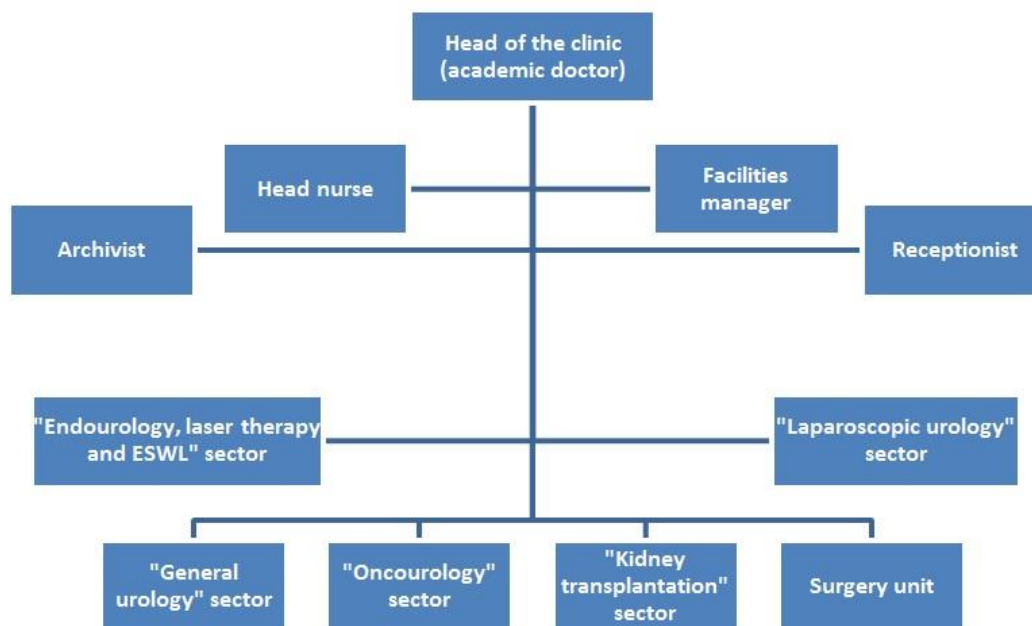 Head of the clinic
(academic doctor)
Head nurse
Facilities
manager
Archivist
Receptionist
"Endourology, laser therapy
and ESWL" sector
"Laparoscopic urology"
sector
"General
urology" sector
"Oncourology"
sector
"Kidney
transplantation"
sector
Surgery unit